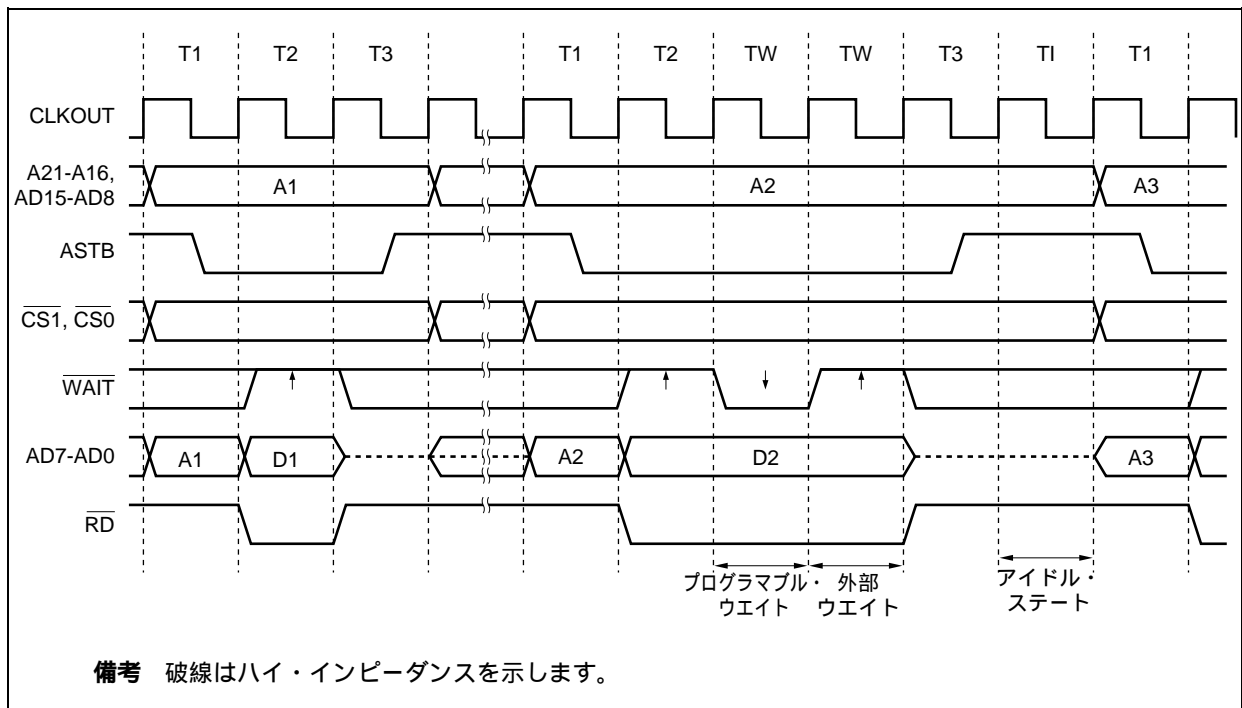 T1 T2 T3 T1 T2 TW TW T3 TI T1
CLKOUT
A21-A16,
AD15-AD8
A1 A2 A3
ASTB
CS1, CS0
WAIT
AD7-AD0
A1 D1 A2 D2 A3
RD
プログラマブル・ 外部 アイドル・
ウエイト ウエイト ステート
備考 破線はハイ・インピーダンスを示します。